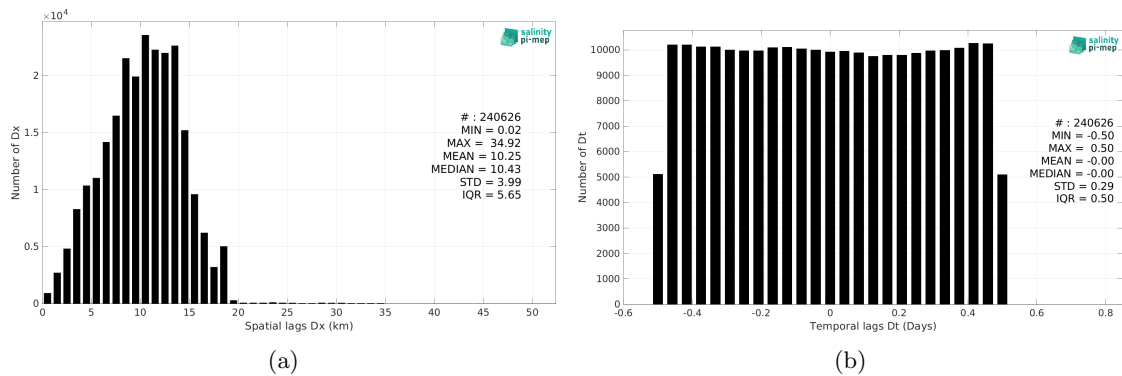 ×10⁴
2
1.5
1
0.5
0
Number of Dx
0 5 10 15 20 25 30 35 40 45 50
Spatial lags Dx (km)
salinity
pi-mep
# : 240626
MIN = 0.02
MAX = 34.92
MEAN = 10.25
MEDIAN = 10.43
STD = 3.99
IQR = 5.65
(a)
10000
9000
8000
7000
6000
5000
4000
3000
2000
1000
0
Number of Dt
-0.6 -0.4 -0.2 0 0.2 0.4 0.6 0.8
Temporal lags Dt (Days)
salinity
pi-mep
# : 240626
MIN = -0.50
MAX = 0.50
MEAN = -0.00
MEDIAN = -0.00
STD = 0.29
IQR = 0.50
(b)